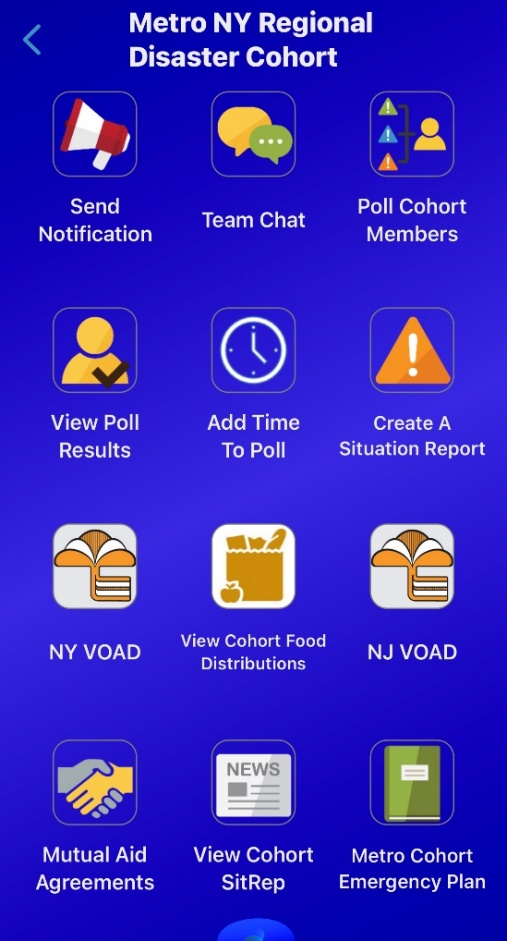 Metro NY Regional
Disaster Cohort
Send
Notification
Team Chat
Poll Cohort
Members
View Poll
Results
Add Time
To Poll
Create A
Situation Report
NY VOAD
View Cohort Food
Distributions
NJ VOAD
Mutual Aid
Agreements
NEWS
View Cohort
SitRep
Metro Cohort
Emergency Plan